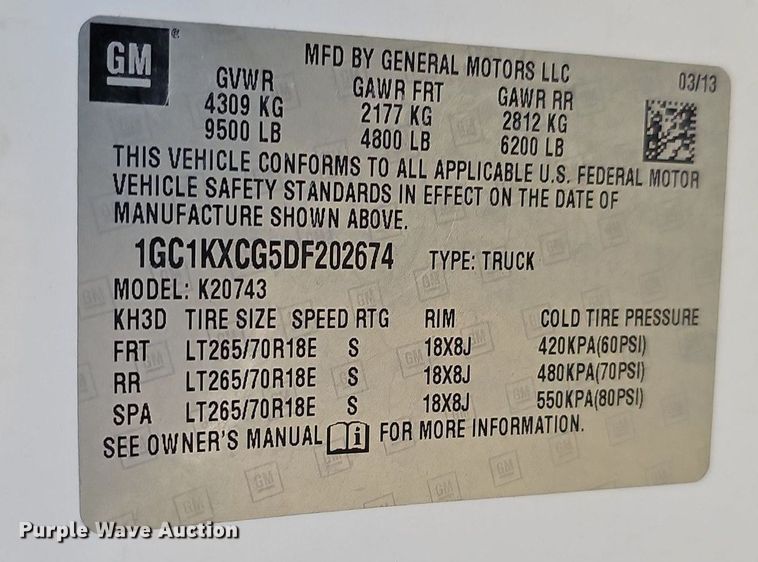 GM ®
MFD BY GENERAL MOTORS LLC
03/13
GVWR GAWR FRT GAWR RR
4309 KG 2177 KG 2812 KG
9500 LB 4800 LB 6200 LB
THIS VEHICLE CONFORMS TO ALL APPLICABLE U.S. FEDERAL MOTOR
VEHICLE SAFETY STANDARDS IN EFFECT ON THE DATE OF
MANUFACTURE SHOWN ABOVE.
1GC1KXCG5DF202674 TYPE: TRUCK
MODEL: K20743
KH3D TIRE SIZE SPEED RTG RIM COLD TIRE PRESSURE
FRT LT265/70R18E S 18X8J 420KPA(60PSI)
RR LT265/70R18E S 18X8J 480KPA(70PSI)
SPA LT265/70R18E S 18X8J 550KPA(80PSI)
SEE OWNER'S MANUAL i FOR MORE INFORMATION.
Purple Wave Auction